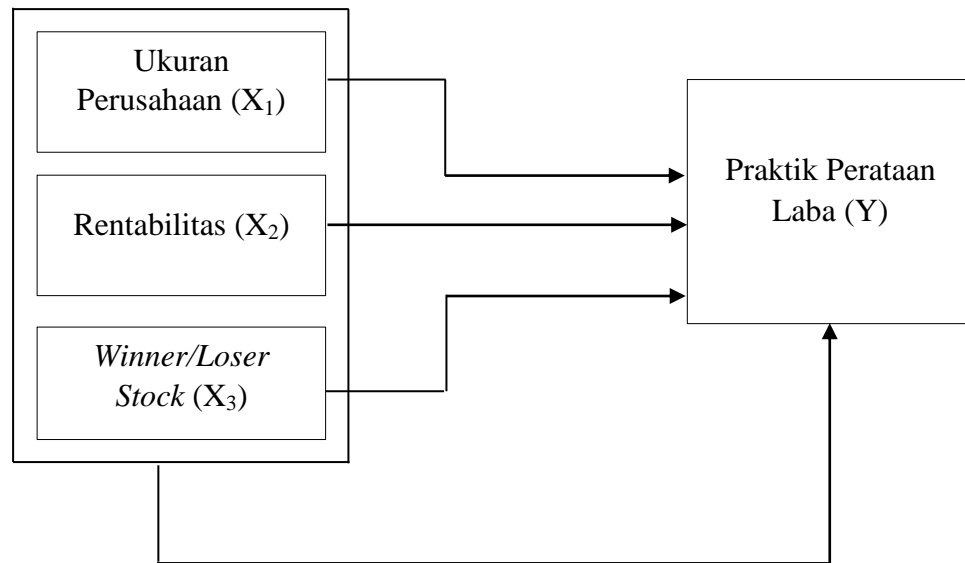 Ukuran
Perusahaan (X₁)
Rentabilitas (X₂)
Winner/Loser
Stock (X₃)
Praktik Perataan
Laba (Y)